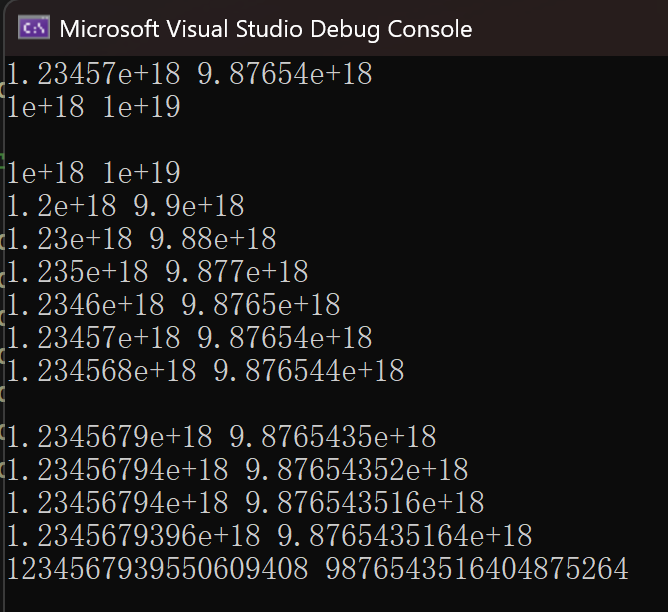 C:\ Microsoft Visual Studio Debug Console
1.23457e+18 9.87654e+18
1e+18 1e+19
1e+18 1e+19
1.2e+18 9.9e+18
1.23e+18 9.88e+18
1.235e+18 9.877e+18
1.2346e+18 9.8765e+18
1.23457e+18 9.87654e+18
1.234568e+18 9.876544e+18
1.2345679e+18 9.8765435e+18
1.23456794e+18 9.87654352e+18
1.23456794e+18 9.876543516e+18
1.2345679396e+18 9.8765435164e+18
1234567939550609408 9876543516404875264